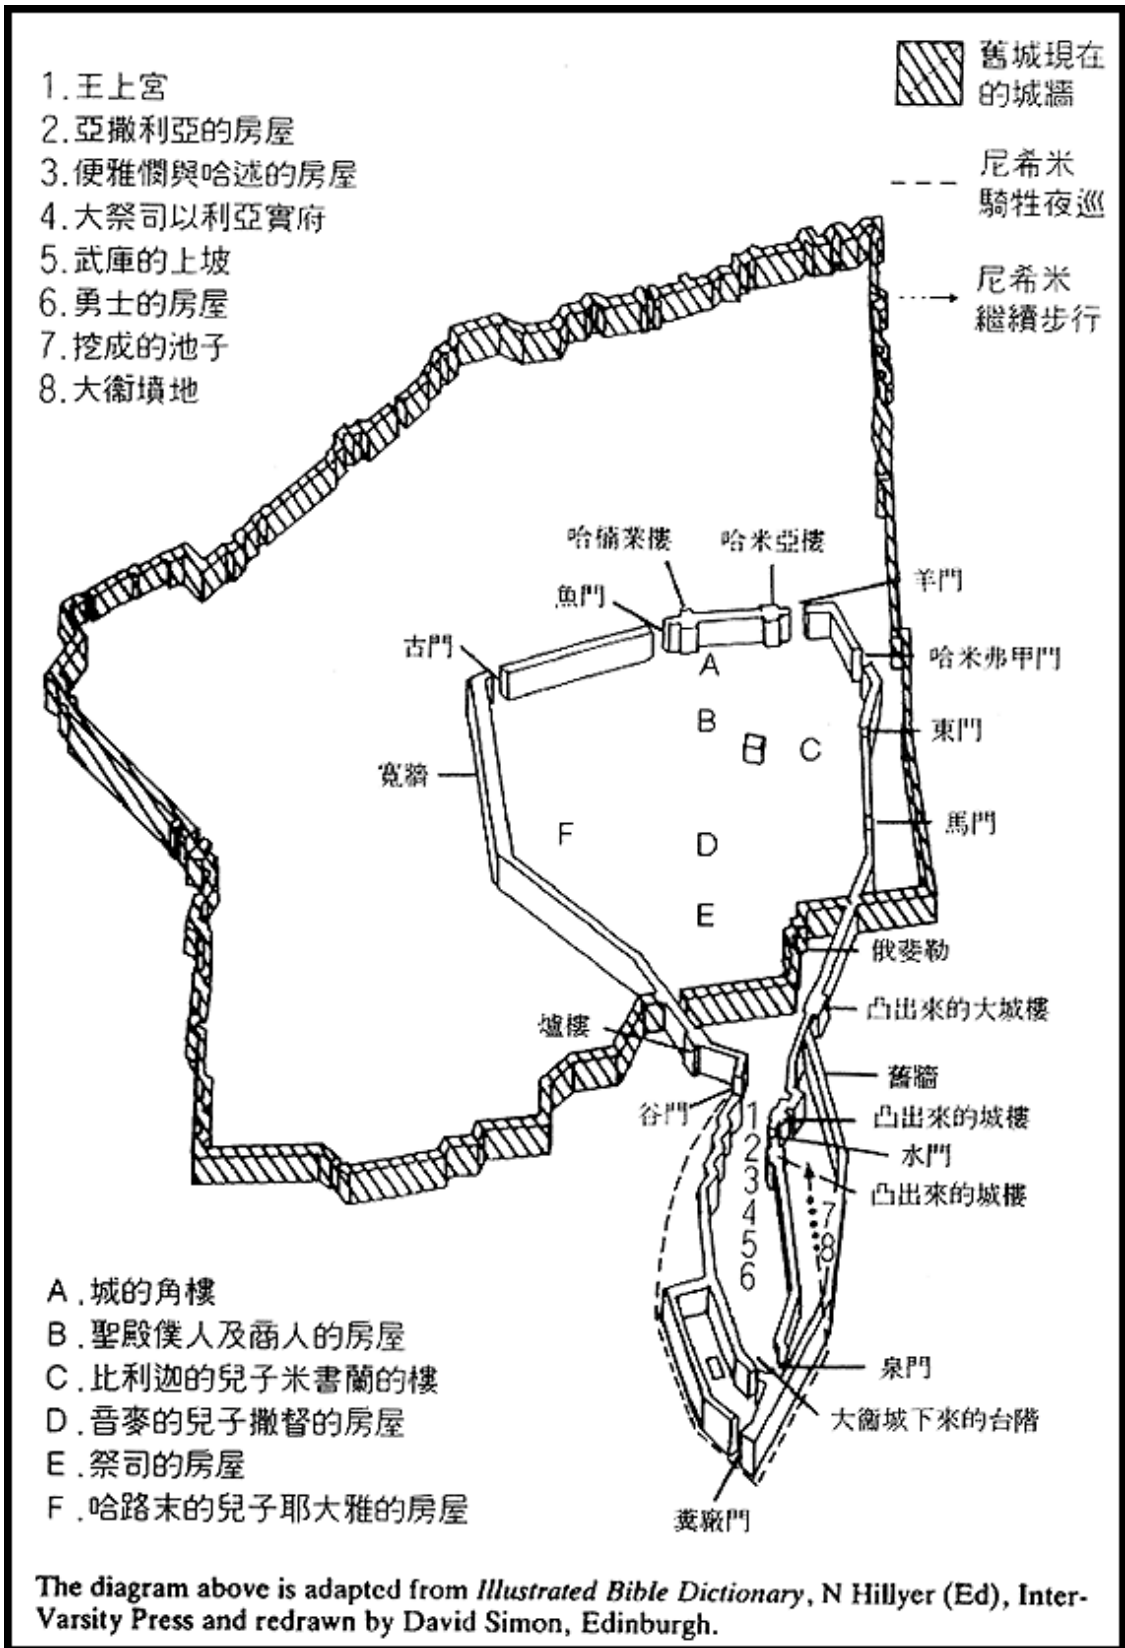 1.王上宮
2.亞撒利亞的房屋
3.便雅憫與哈述的房屋
4.大祭司以利亞實府
5.武庫的上坡
6.勇士的房屋
7.挖成的池子
8.大衞墳地
舊城現在
的城牆
尼希米
騎牲夜巡
尼希米
繼續步行
哈楠業樓
哈米亞樓
羊門
魚門
古門
哈米弗甲門
A
B
C
東門
寬牆
馬門
F
D
E
俄斐勒
凸出來的大城樓
爐樓
舊牆
谷門
1
凸出來的城樓
2
水門
3
凸出來的城樓
4
7
5
8
6
泉門
大衞城下來的台階
糞廠門
A.城的角樓
B.聖殿僕人及商人的房屋
C.比利迦的兒子米書蘭的樓
D.音麥的兒子撒督的房屋
E.祭司的房屋
F.哈路末的兒子耶大雅的房屋
The diagram above is adapted from Illustrated Bible Dictionary, N Hillyer (Ed), Inter-
Varsity Press and redrawn by David Simon, Edinburgh.